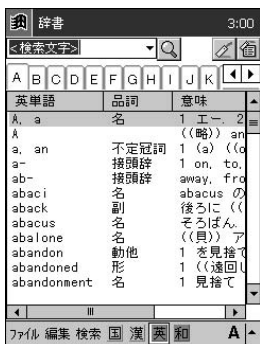 辞書 3:00
<検索文字>
A B C D E F G H I J K
英単語 品詞 意味
A, a 名 1 エー. 2
A ((略)) an
a, an 不定冠詞 1 (a) ((o
a- 接頭辞 1 on, to,
ab- 接頭辞 away, fro
abaci 名 abacus の
aback 副 後ろに ((
abacus 名 そろばん.
abalone 名 ((貝)) ア
abandon 動他 1 を見捨て
abandoned 形 1 ((遠回し
abandonment 名 1 見捨て
ファイル 編集 検索 国 漢 英 和 A